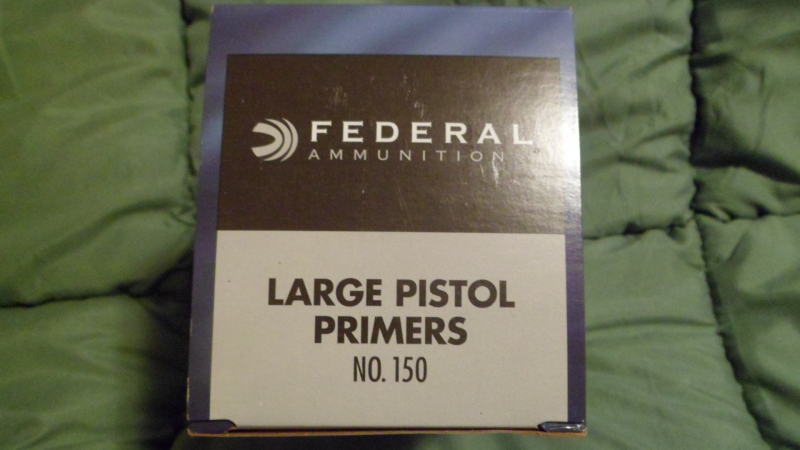 FEDERAL
AMMUNITION
LARGE PISTOL
PRIMERS
NO. 150